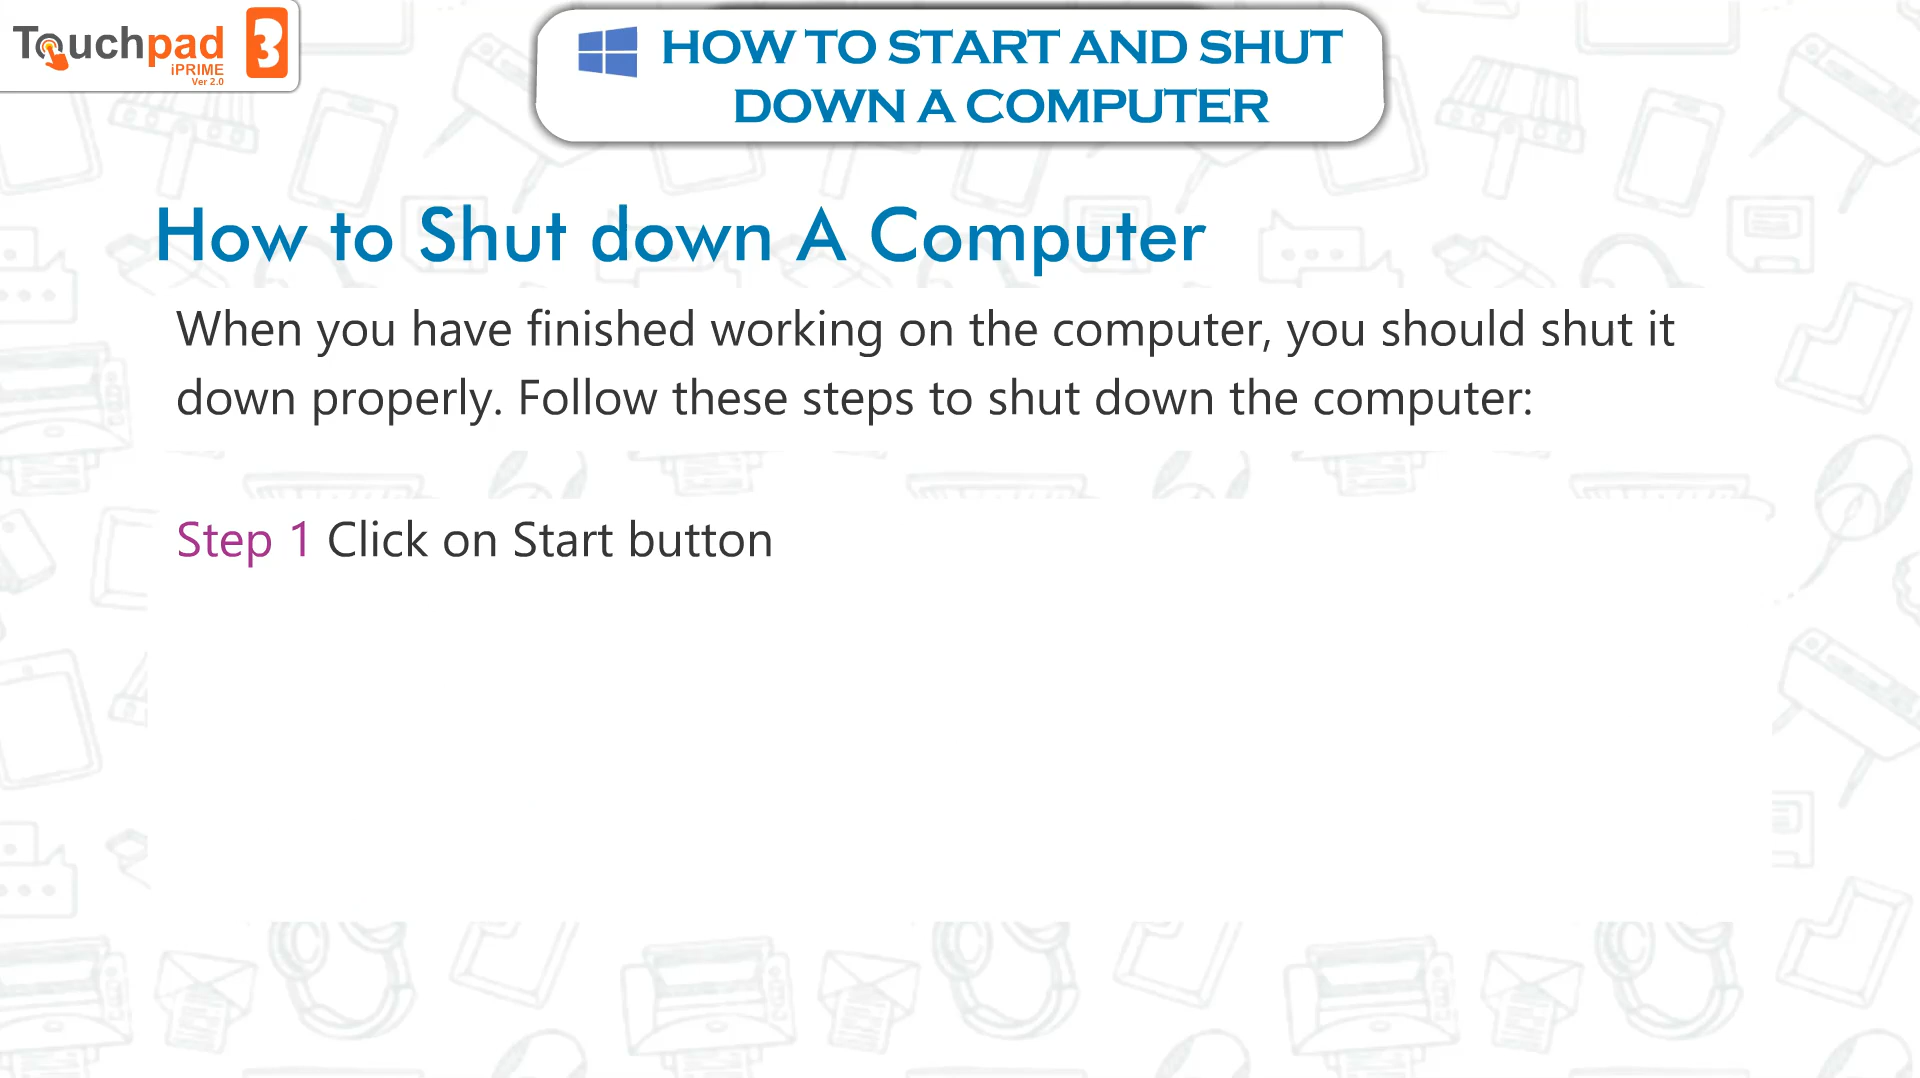 Touchpad 3
iPRIME
Ver 2.0
HOW TO START AND SHUT
DOWN A COMPUTER
How to Shut down A Computer
When you have finished working on the computer, you should shut it
down properly. Follow these steps to shut down the computer:
Step 1 Click on Start button